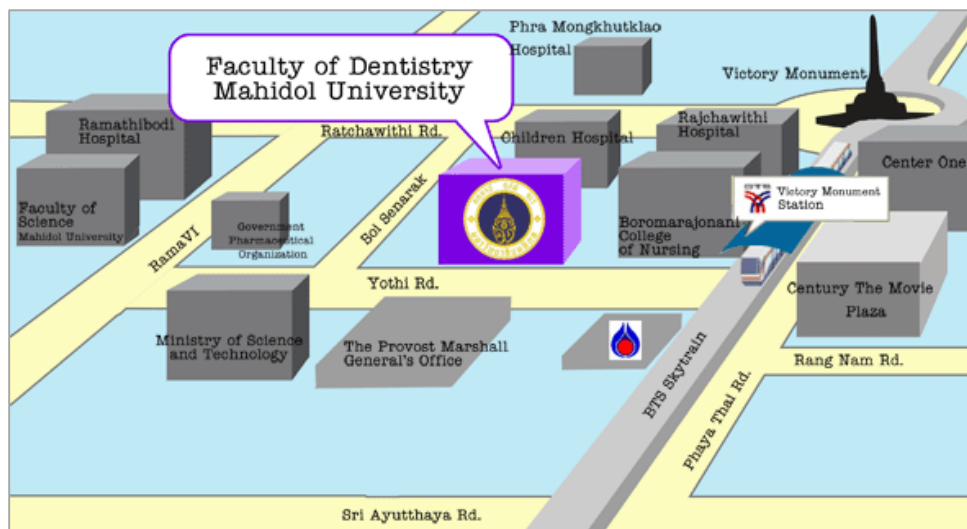 Phra Mongkhutklao
Hospital
Faculty of Dentistry
Mahidol University
Victory Monument
Ramathibodi
Hospital
Ratchawithi Rd.
Children Hospital
Rajchawithi
Hospital
Center One
Faculty of
Science
Mahidol University
Government
Pharmaceutical
Organization
RamaVI
Soi Senarak
Boromarajonani
College
of Nursing
BTS
Victory Monument
Station
Yothi Rd.
Century The Movie
Plaza
Ministry of Science
and Technology
The Provost Marshall
General's Office
BTS Skytrain
Phaya Thai Rd.
Rang Nam Rd.
Sri Ayutthaya Rd.